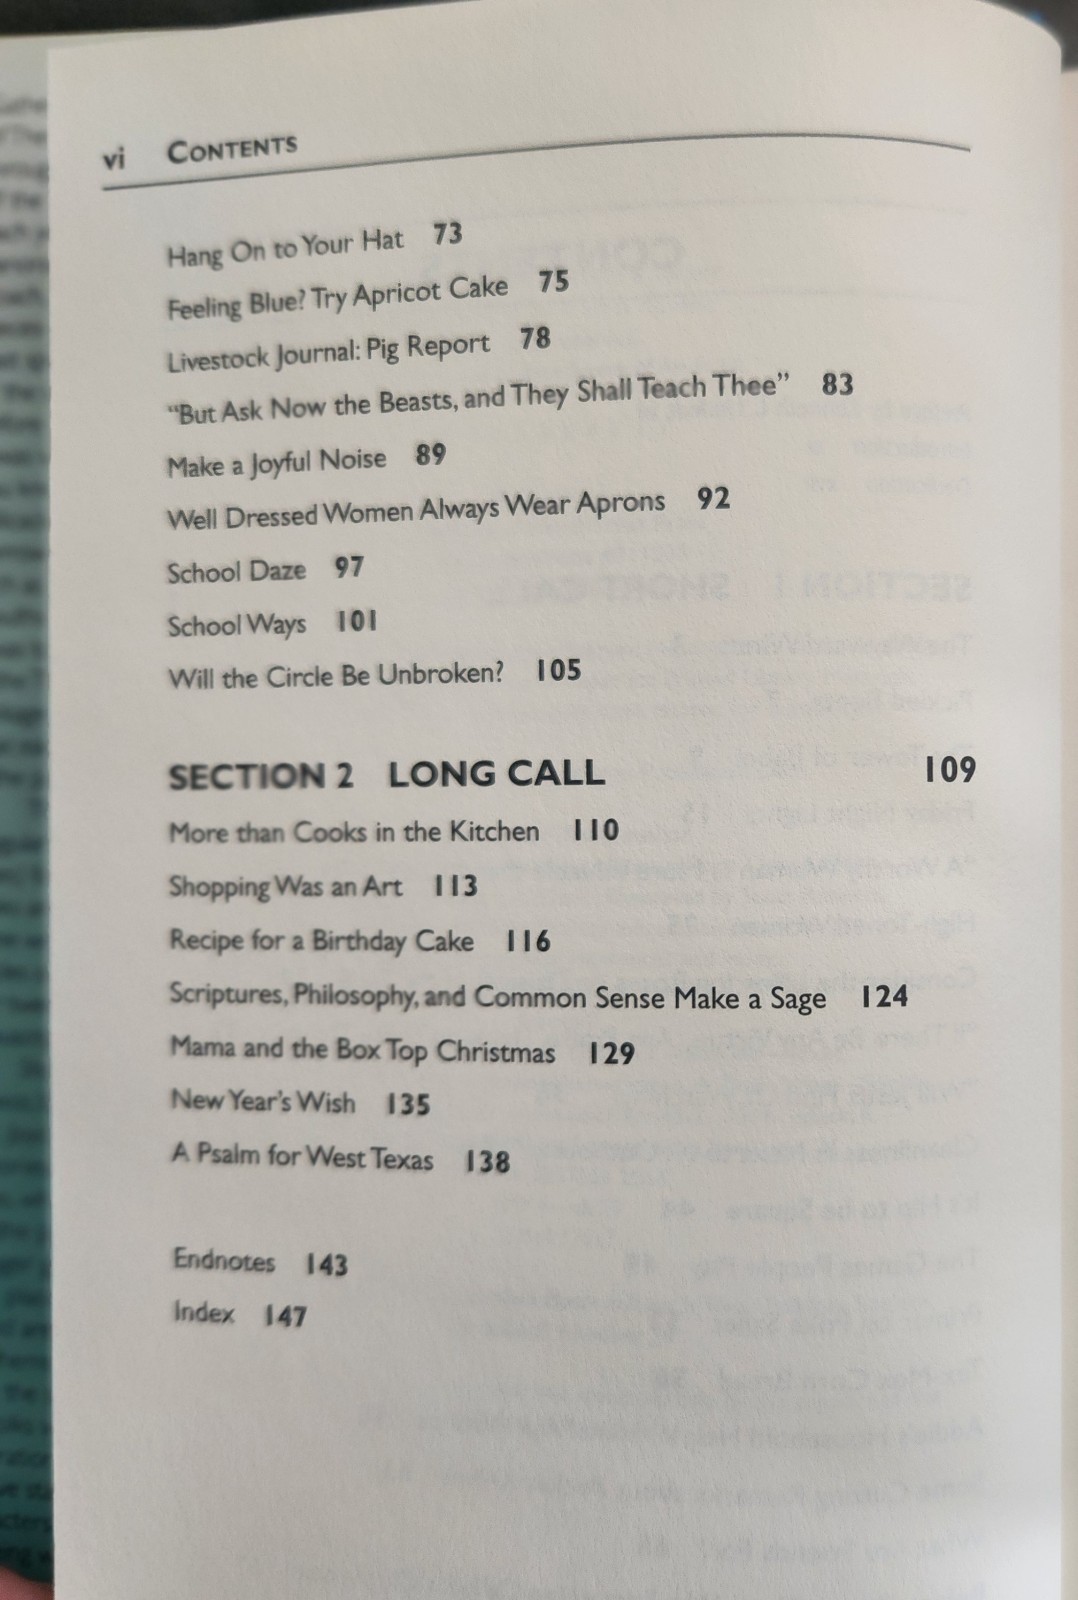 vi CONTENTS
Hang On to Your Hat 73
Feeling Blue? Try Apricot Cake 75
Livestock Journal: Pig Report 78
“But Ask Now the Beasts, and They Shall Teach Thee” 83
Make a Joyful Noise 89
Well Dressed Women Always Wear Aprons 92
School Daze 97
School Ways 101
Will the Circle Be Unbroken? 105
SECTION 2 LONG CALL 109
More than Cooks in the Kitchen 110
Shopping Was an Art 113
Recipe for a Birthday Cake 116
Scriptures, Philosophy, and Common Sense Make a Sage 124
Mama and the Box Top Christmas 129
New Year’s Wish 135
A Psalm for West Texas 138
Endnotes 143
Index 147